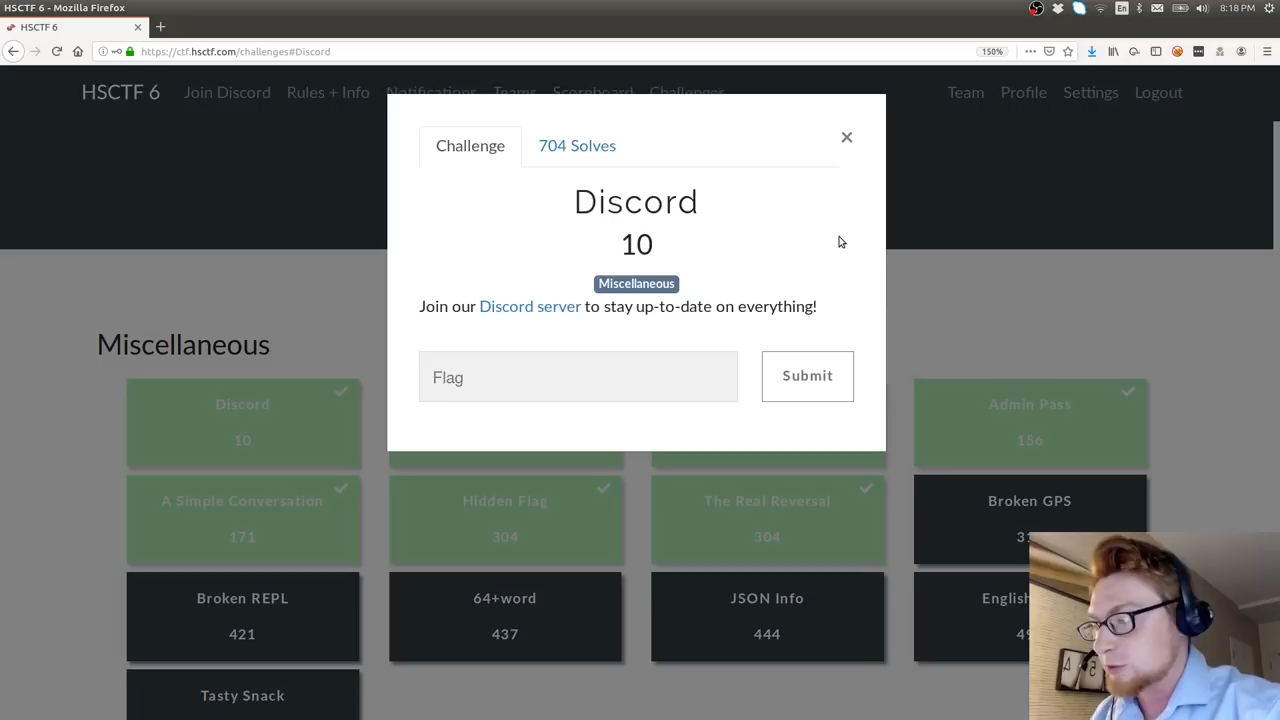 HSCTF 6 - Mozilla Firefox
En
8:18 PM
HSCTF 6
https://ctf.hsctf.com/challenges#Discord
150%
HSCTF 6 Join Discord Rules + Info Notifications Teams Scoreboard Challenges Team Profile Settings Logout
Challenge 704 Solves ×
Discord
10
Miscellaneous
Join our Discord server to stay up-to-date on everything!
Flag Submit
Miscellaneous
Discord Admin Pass
10 156
A Simple Conversation Hidden Flag The Real Reversal Broken GPS
171 304 304
Broken REPL 64+word JSON Info English
421 437 444
Tasty Snack